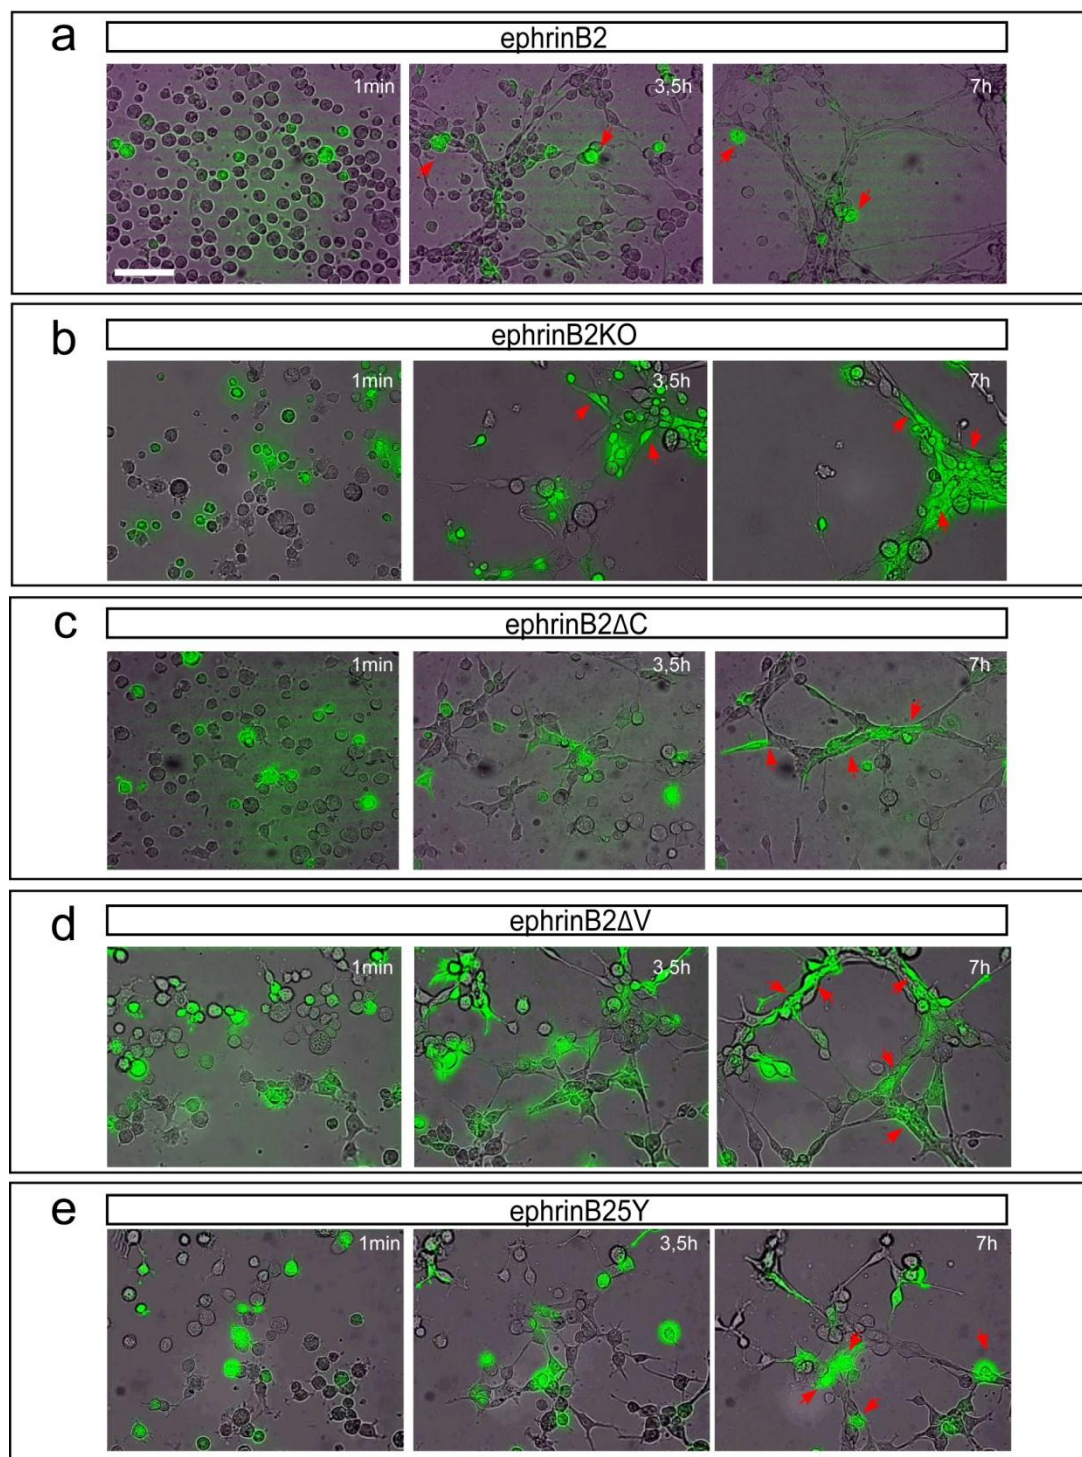 a
ephrinB2
1min
3,5h
7h
b
ephrinB2KO
1min
3,5h
7h
c
ephrinB2ΔC
1min
3,5h
7h
d
ephrinB2ΔV
1min
3,5h
7h
e
ephrinB25Y
1min
3,5h
7h